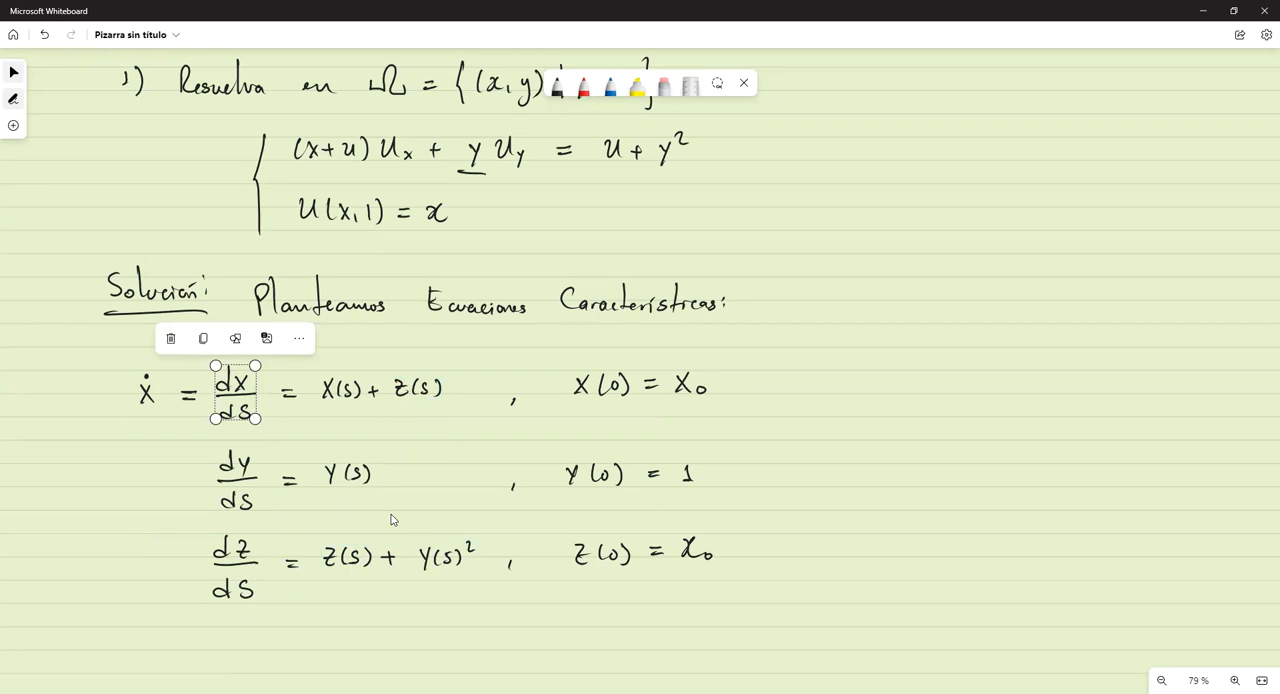 Microsoft Whiteboard
Pizarra sin título
1) Resuelva en Ω = {(x,y) }
(x+u) Ux + y Uy = u + y²
U(x,1) = x
Solución: Planteamos Ecuaciones Características:
ẋ = dx/ds = X(s) + Z(s) , X(0) = X₀
dy/ds = Y(s) , Y(0) = 1
dz/ds = Z(s) + Y(s)² , Z(0) = x₀
79 %